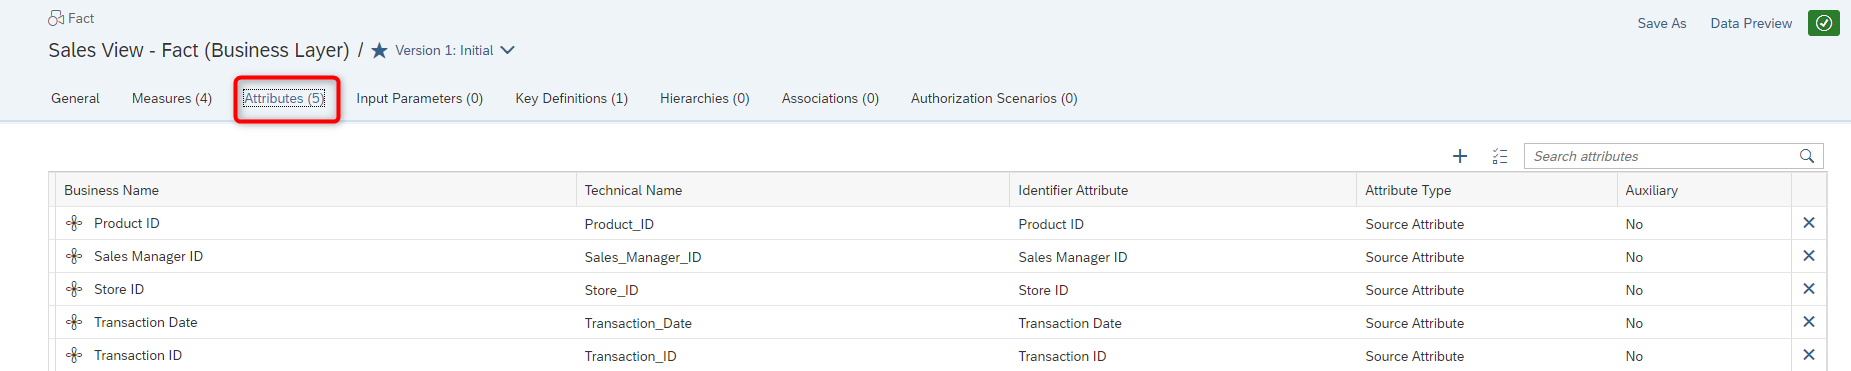 Fact
Save As Data Preview
Sales View - Fact (Business Layer) / Version 1: Initial
General Measures (4) Attributes (5) Input Parameters (0) Key Definitions (1) Hierarchies (0) Associations (0) Authorization Scenarios (0)
Search attributes
Business Name Technical Name Identifier Attribute Attribute Type Auxiliary
Product ID Product_ID Product ID Source Attribute No
Sales Manager ID Sales_Manager_ID Sales Manager ID Source Attribute No
Store ID Store_ID Store ID Source Attribute No
Transaction Date Transaction_Date Transaction Date Source Attribute No
Transaction ID Transaction_ID Transaction ID Source Attribute No